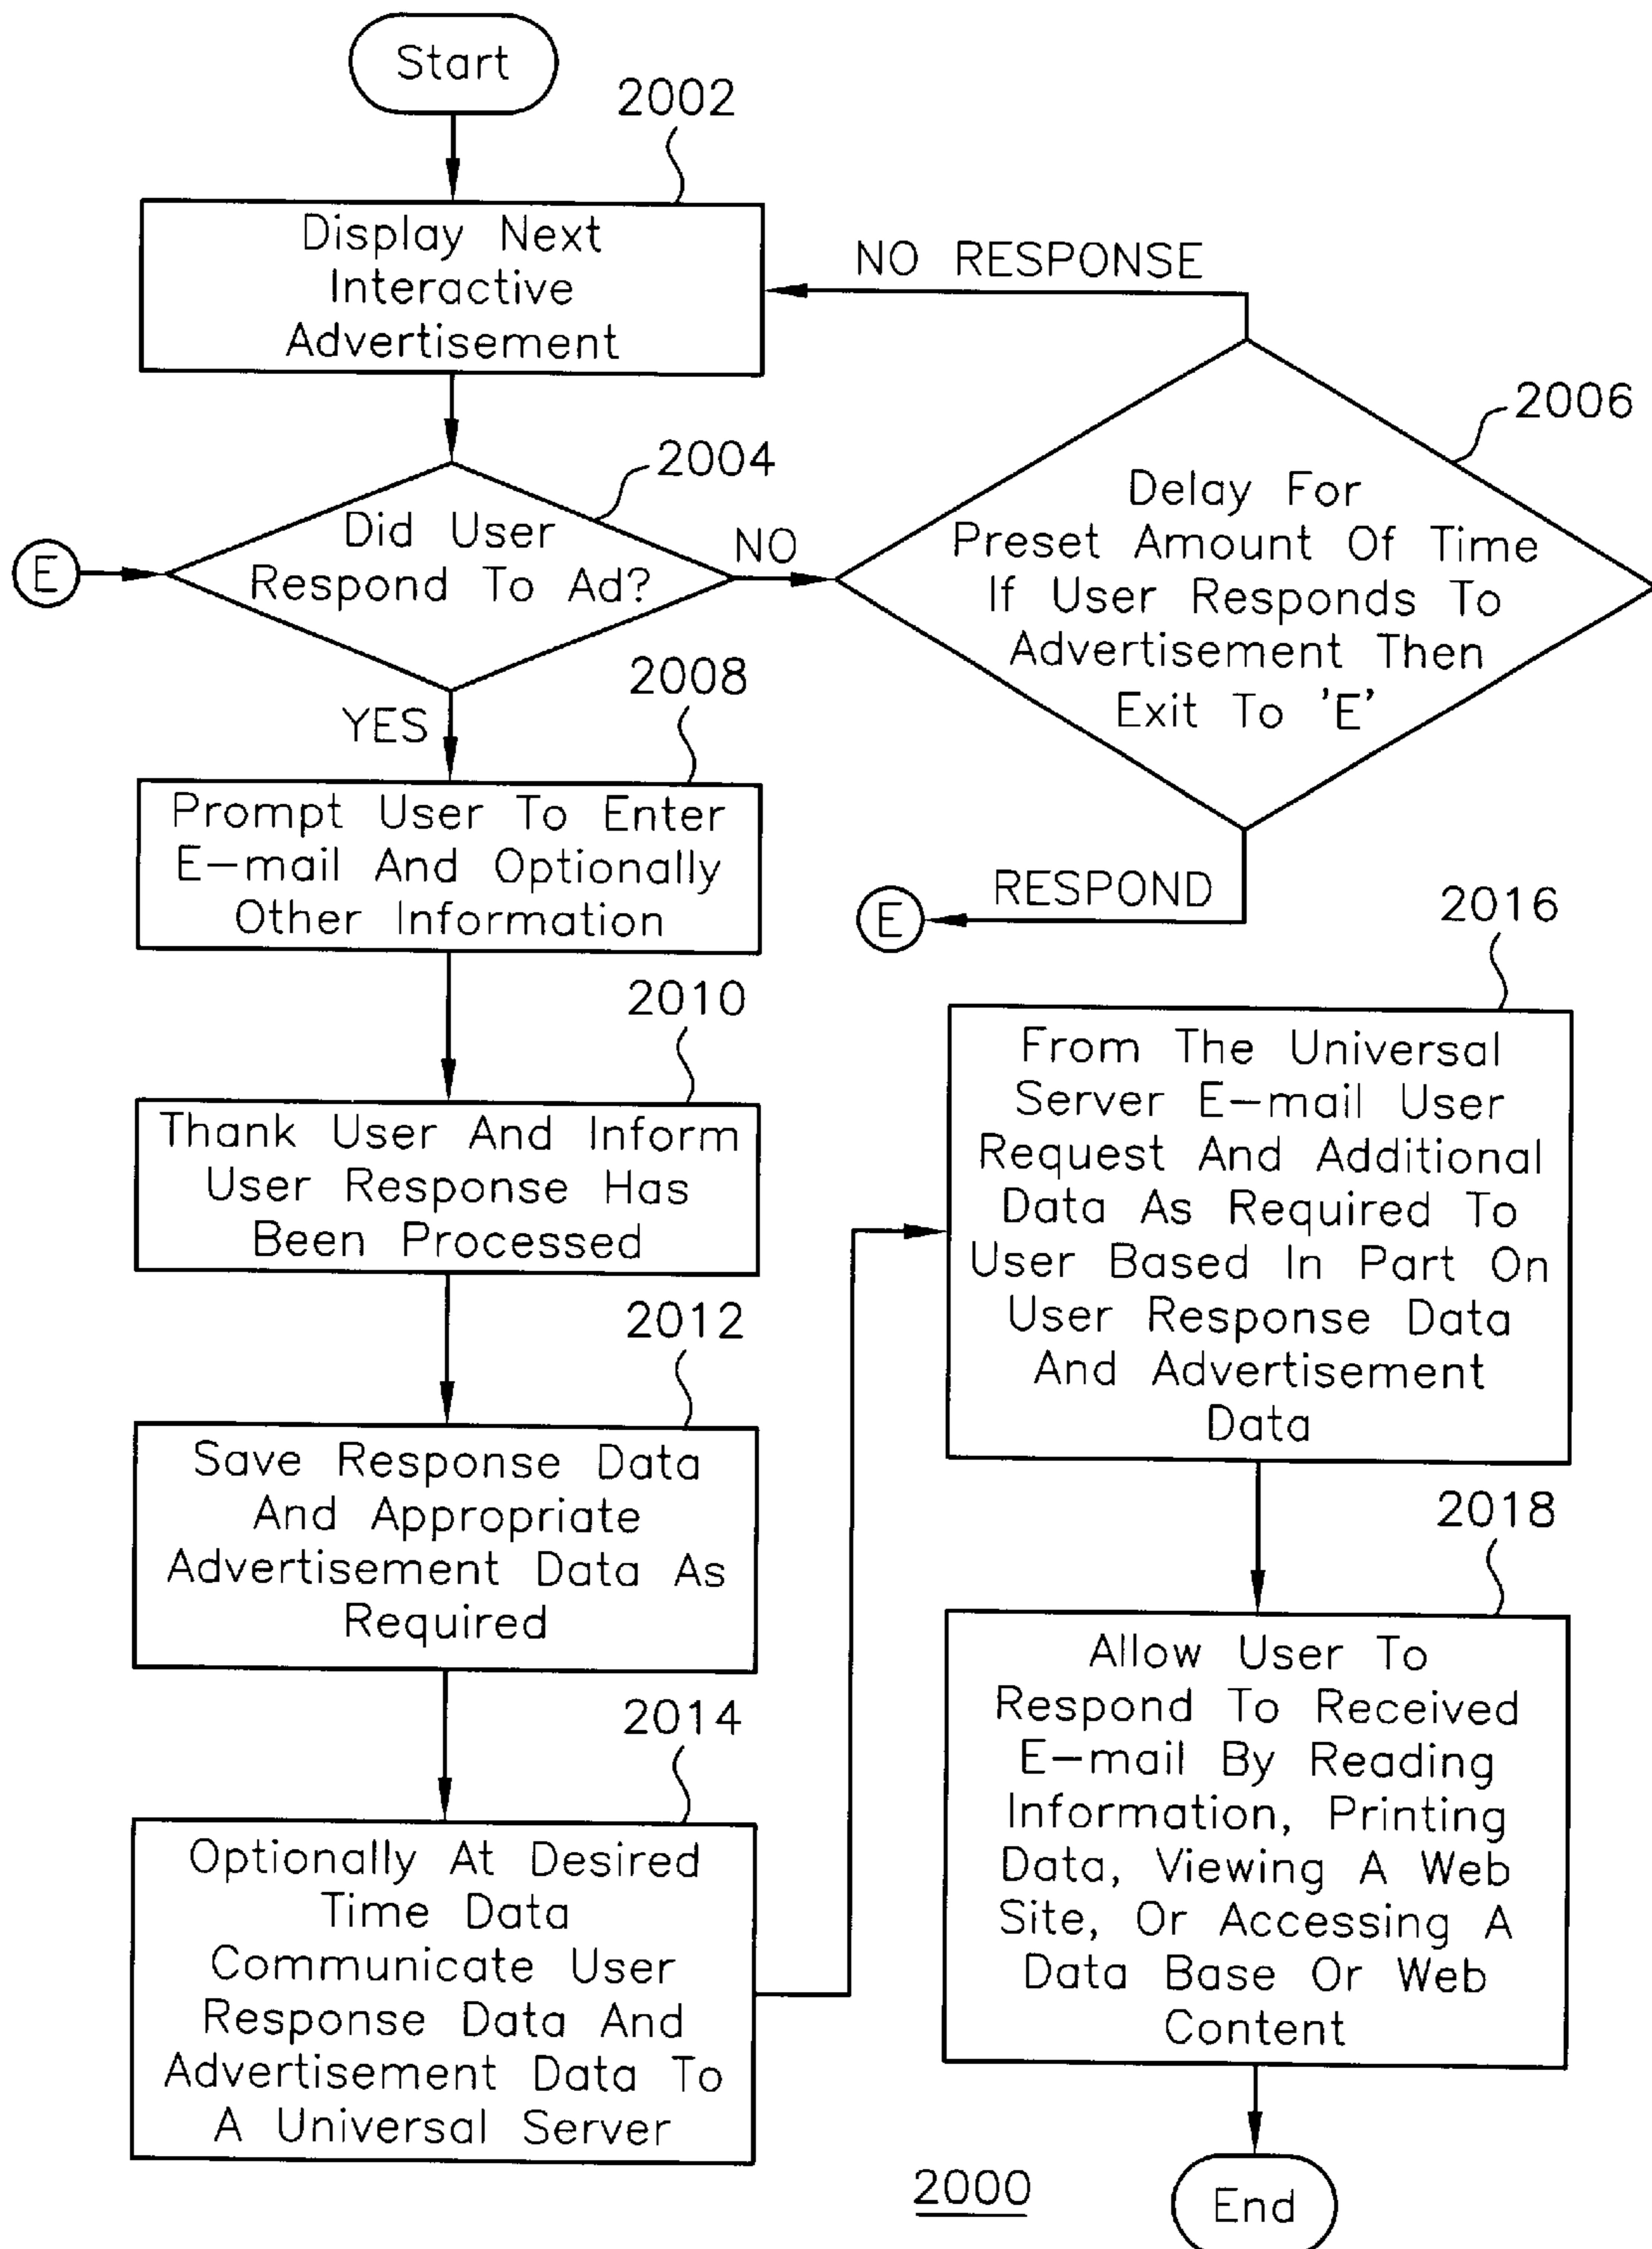 Start
2002
Display Next
Interactive
Advertisement
NO RESPONSE
2004
Did User
Respond To Ad?
E
NO
2006
Delay For
Preset Amount Of Time
If User Responds To
Advertisement Then
Exit To 'E'
RESPOND
E
YES
2008
Prompt User To Enter
E-mail And Optionally
Other Information
2010
Thank User And Inform
User Response Has
Been Processed
2012
Save Response Data
And Appropriate
Advertisement Data As
Required
2014
Optionally At Desired
Time Data
Communicate User
Response Data And
Advertisement Data To
A Universal Server
2016
From The Universal
Server E-mail User
Request And Additional
Data As Required To
User Based In Part On
User Response Data
And Advertisement
Data
2018
Allow User To
Respond To Received
E-mail By Reading
Information, Printing
Data, Viewing A Web
Site, Or Accessing A
Data Base Or Web
Content
End
2000